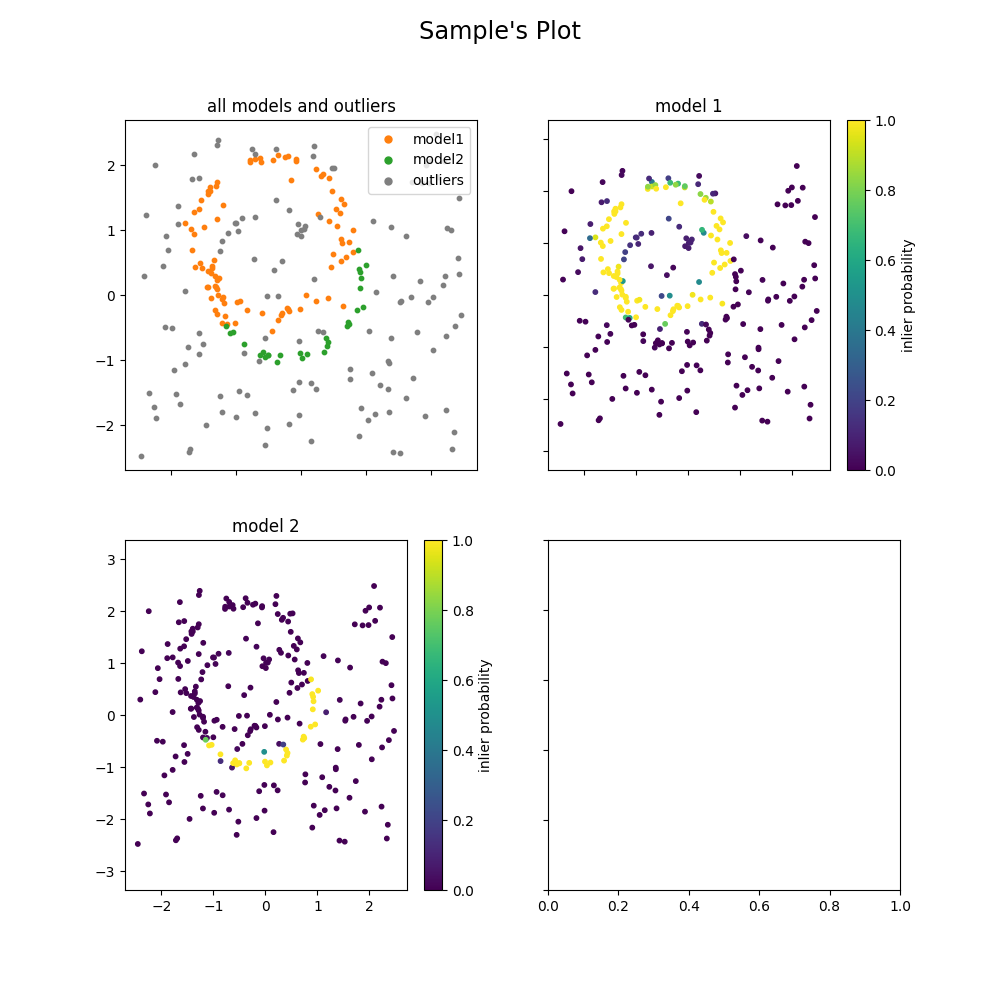 Sample's Plot
all models and outliers
model1
model2
outliers
2
1
0
−1
−2
model 1
1.0
0.8
0.6
0.4
0.2
0.0
inlier probability
model 2
3
2
1
0
−1
−2
−3
−2 −1 0 1 2
1.0
0.8
0.6
0.4
0.2
0.0
inlier probability
0.0 0.2 0.4 0.6 0.8 1.0